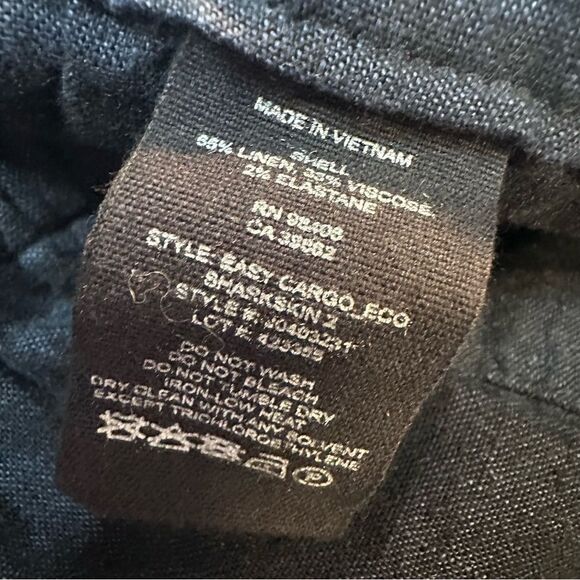 MADE IN VIETNAM
SHELL
65% LINEN, 33% VISCOSE,
2% ELASTANE
RN 98406
CA 39882
STYLE: EASY CARGO_ECO
SHARKSKIN 2
STYLE #:
LOT #:
DO NOT WASH
DO NOT BLEACH
DO NOT TUMBLE DRY
IRON-LOW HEAT
DRY CLEAN WITH ANY SOLVENT
EXCEPT TRICHLOROETHYLENE
P